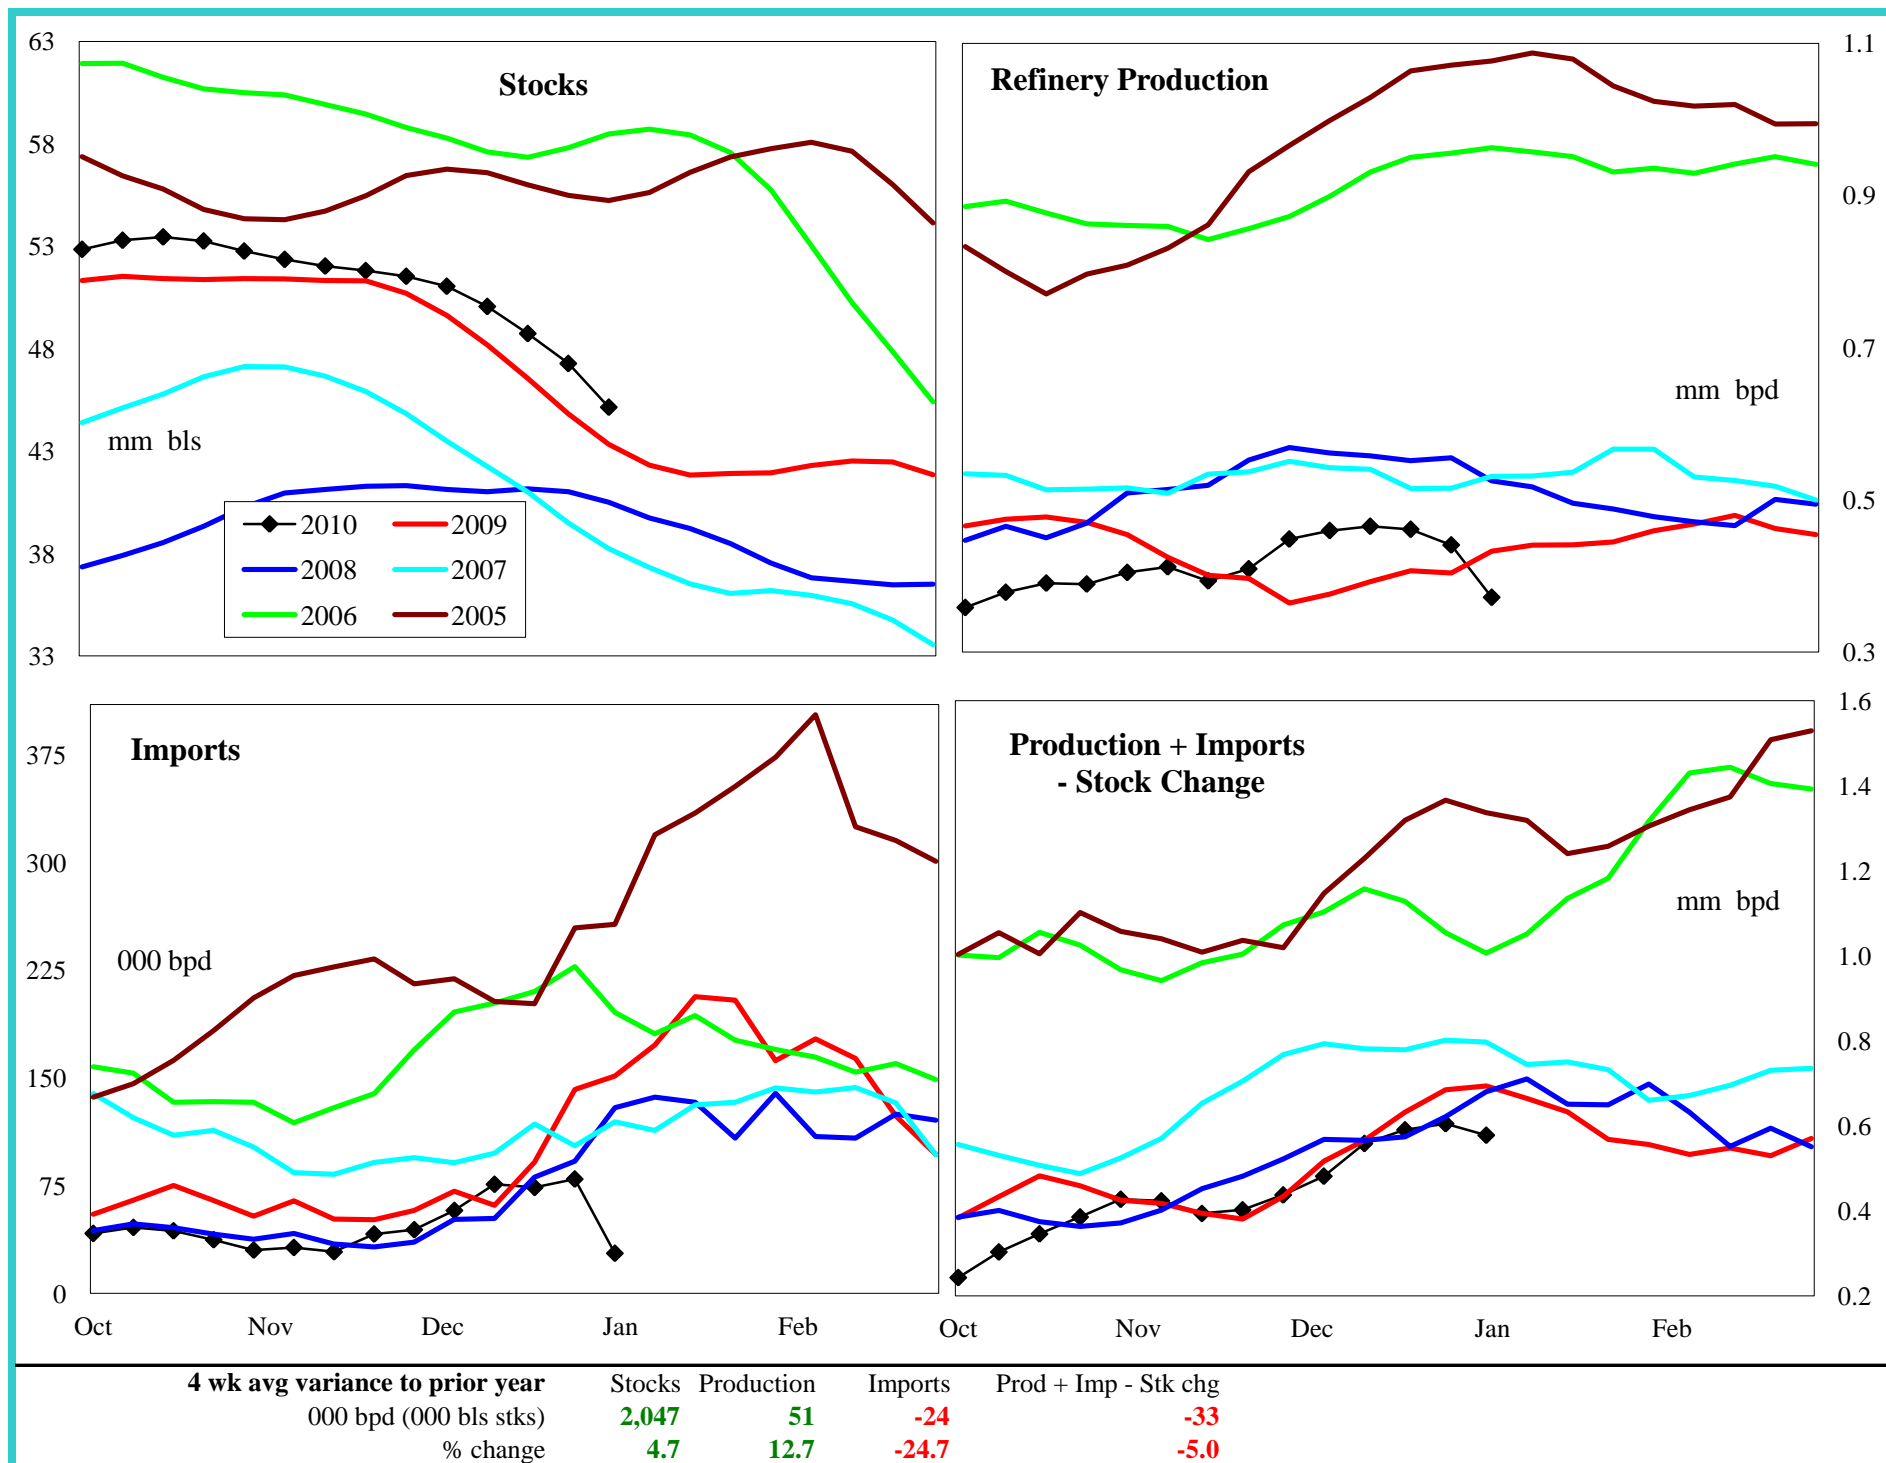 Stocks
63
58
53
48
43
38
33
mm bls
2010 2009
2008 2007
2006 2005
Refinery Production
1.1
0.9
0.7
0.5
0.3
mm bpd
Imports
375
300
225
150
75
0
000 bpd
Oct Nov Dec Jan Feb
Production + Imports
- Stock Change
1.6
1.4
1.2
1.0
0.8
0.6
0.4
0.2
mm bpd
Oct Nov Dec Jan Feb
4 wk avg variance to prior year Stocks Production Imports Prod + Imp - Stk chg
000 bpd (000 bls stks) 2,047 51 -24 -33
% change 4.7 12.7 -24.7 -5.0